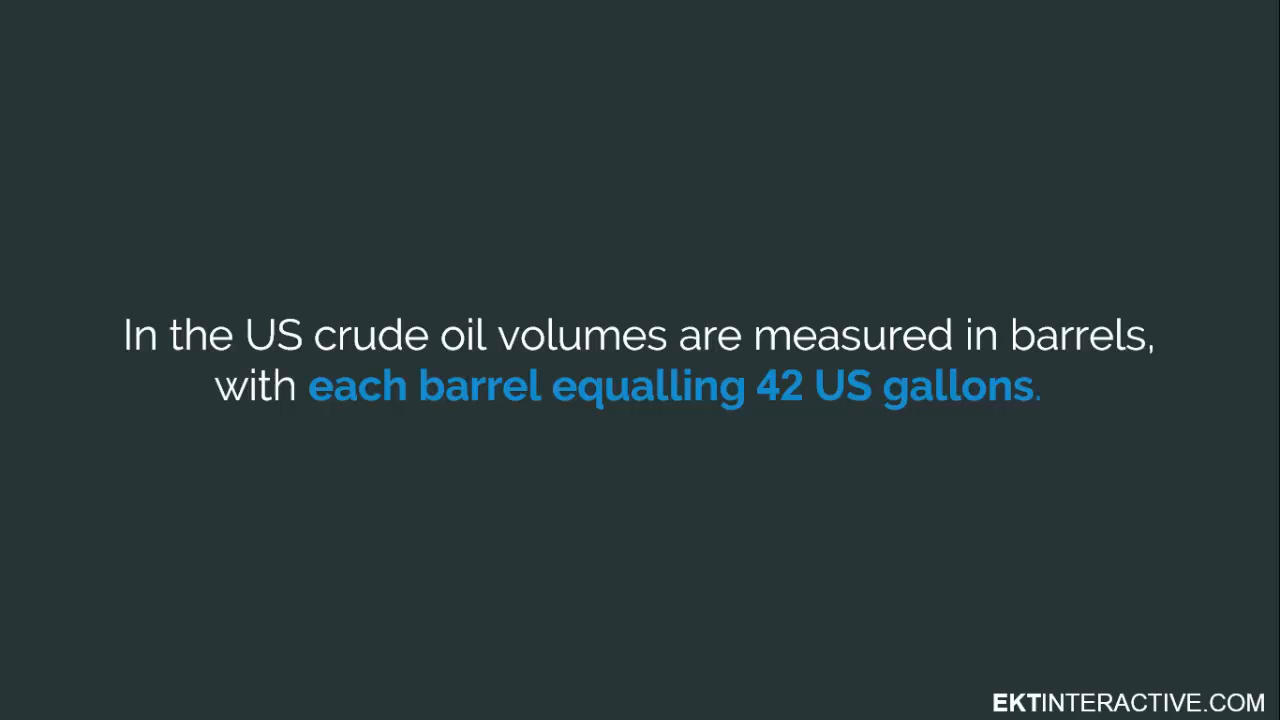 In the US crude oil volumes are measured in barrels,
with each barrel equalling 42 US gallons.
EKTINTERACTIVE.COM